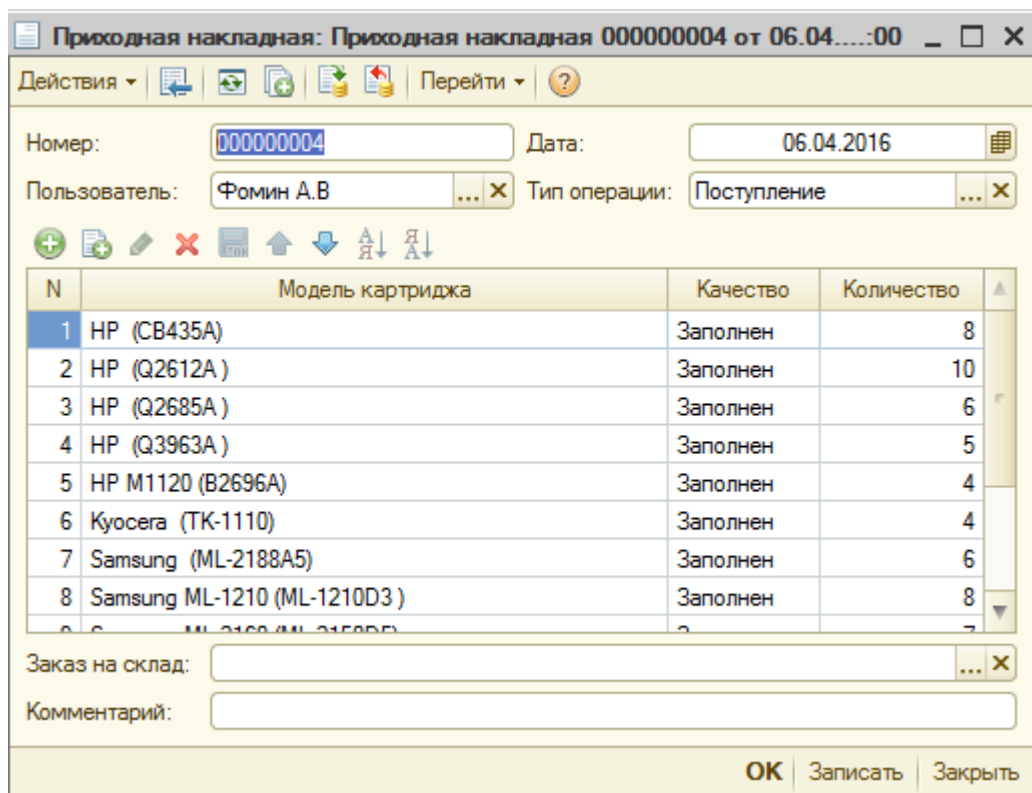 Приходная накладная: Приходная накладная 000000004 от 06.04....:00
Действия Перейти
Номер: 000000004 Дата: 06.04.2016
Пользователь: Фомин А.В ... Тип операции: Поступление ...
N Модель картриджа Качество Количество
1 HP (CB435A) Заполнен 8
2 HP (Q2612A ) Заполнен 10
3 HP (Q2685A ) Заполнен 6
4 HP (Q3963A ) Заполнен 5
5 HP M1120 (B2696A) Заполнен 4
6 Kyocera (TK-1110) Заполнен 4
7 Samsung (ML-2188A5) Заполнен 6
8 Samsung ML-1210 (ML-1210D3 ) Заполнен 8
Заказ на склад: ...
Комментарий:
OK Записать Закрыть